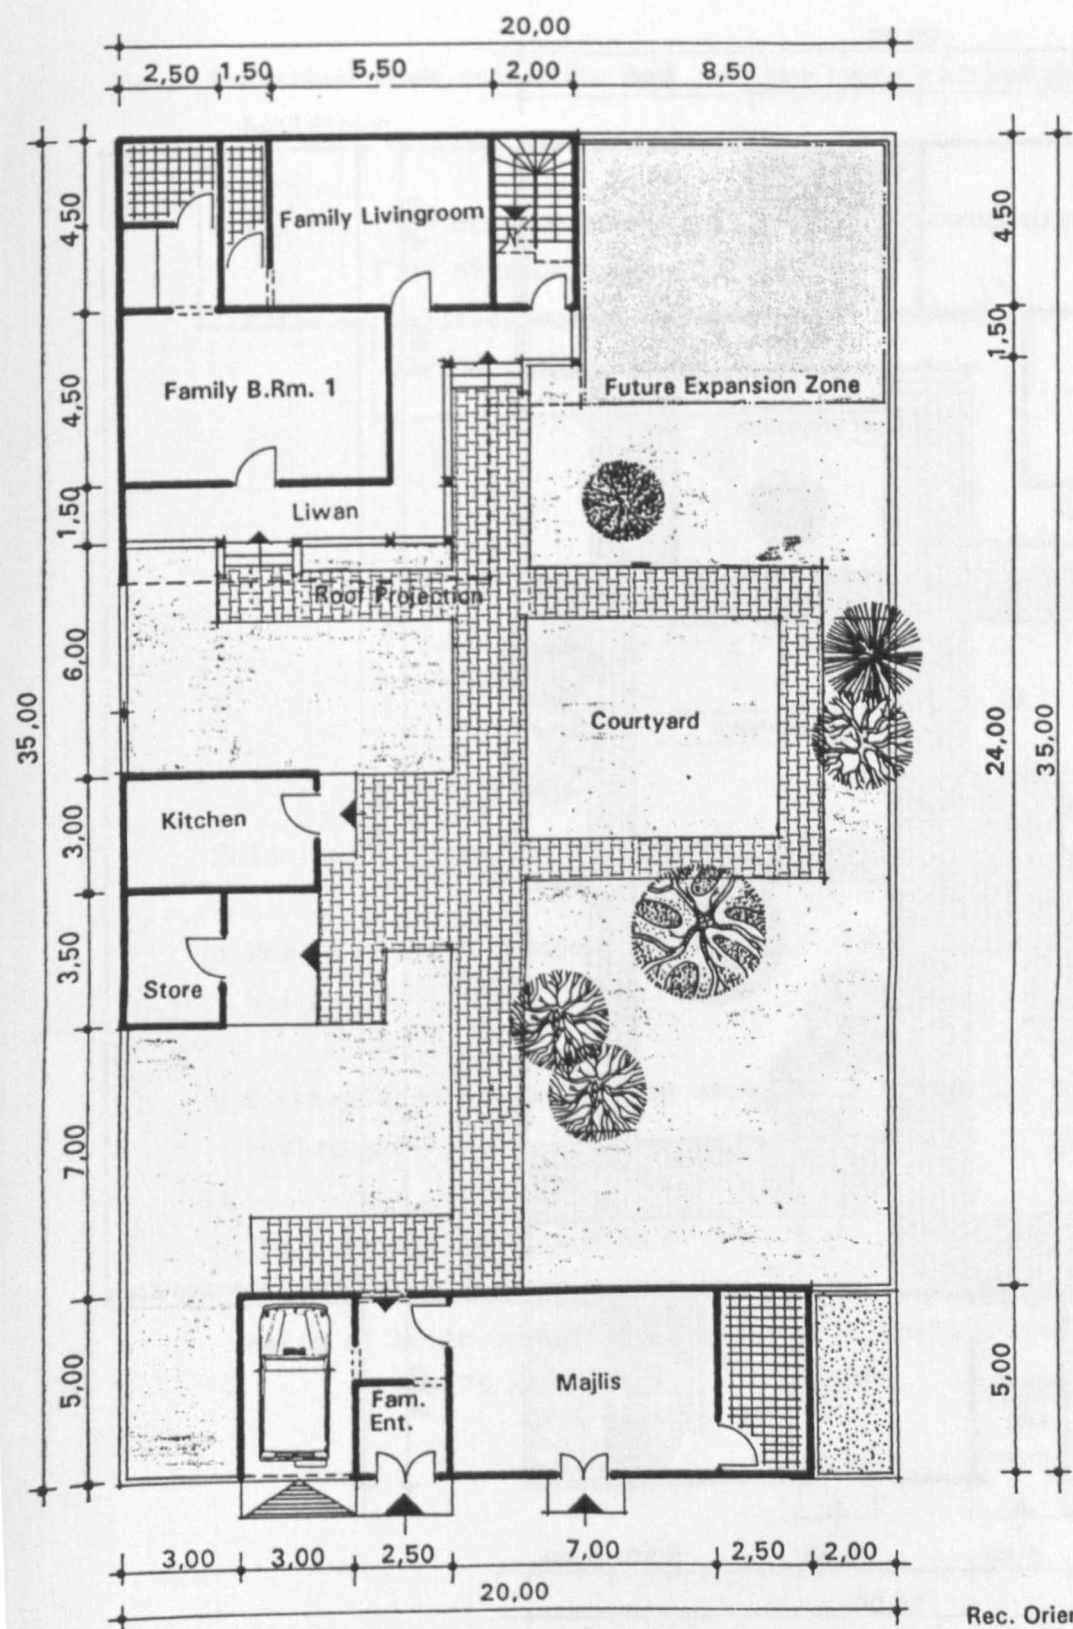 20,00
2,50 1,50 5,50 2,00 8,50
4,50
4,50
1,50
6,00
35,00
3,00
3,50
7,00
5,00
Family Livingroom
Family B.Rm. 1
Future Expansion Zone
Liwan
Roof Projection
Courtyard
Kitchen
Store
Majlis
Fam.
Ent.
4,50
1,50
24,00
35,00
5,00
3,00 3,00 2,50 7,00 2,50 2,00
20,00
Rec. Orien